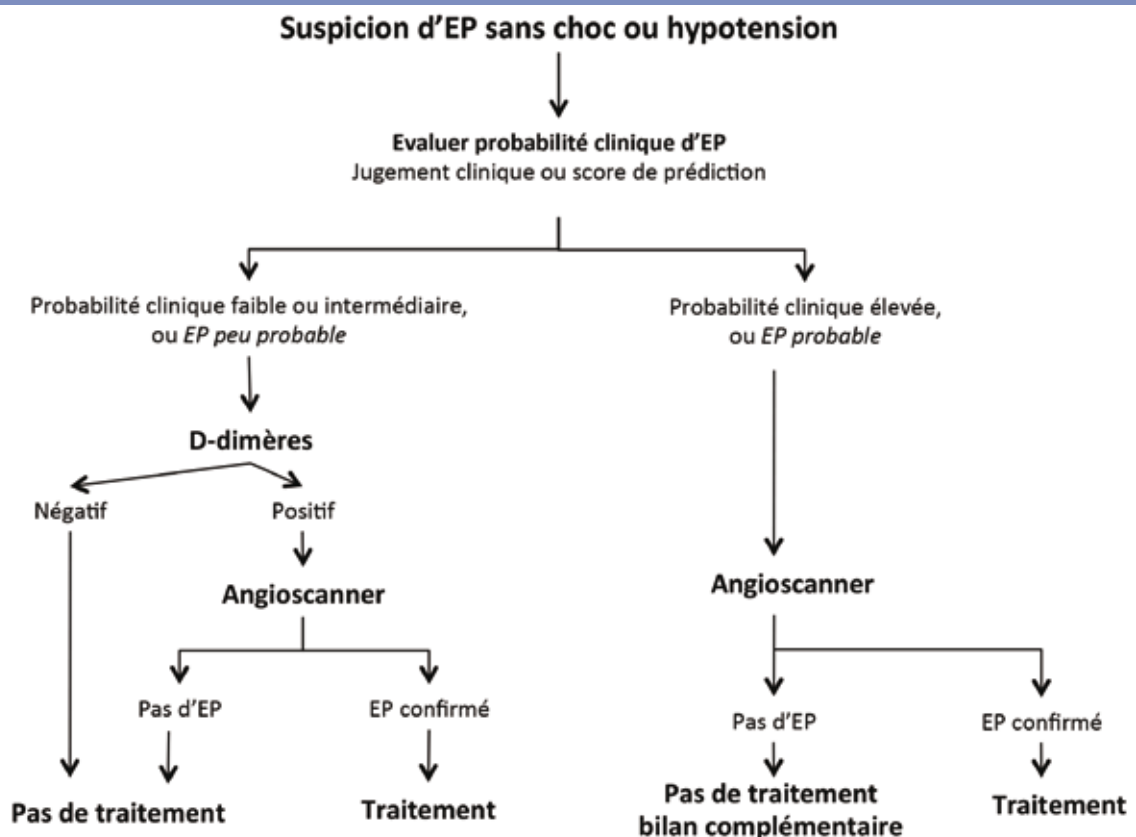 Suspicion d'EP sans choc ou hypotension
Evaluer probabilité clinique d'EP
Jugement clinique ou score de prédiction
Probabilité clinique faible ou intermédiaire,
ou EP peu probable
Probabilité clinique élevée,
ou EP probable
D-dimères
Négatif
Positif
Angioscanner
Angioscanner
Pas d'EP
EP confirmé
Pas d'EP
EP confirmé
Pas de traitement
Traitement
Pas de traitement
bilan complémentaire
Traitement